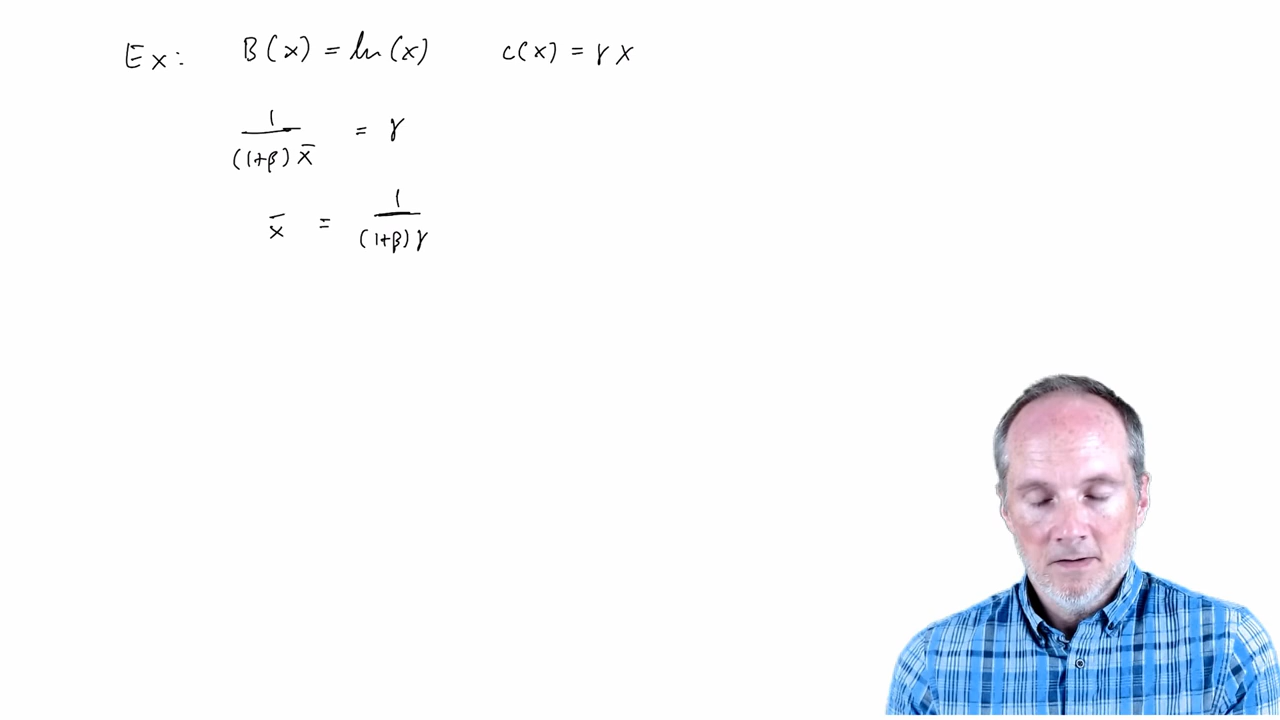 Ex: B(x) = ln(x) c(x) = γx
1/((1+β)x̄) = γ
x̄ = 1/((1+β)γ)